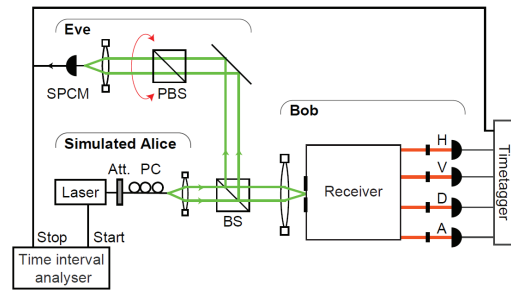 Eve
SPCM
PBS
Bob
Simulated Alice
Att.
PC
Laser
BS
Receiver
H
V
D
A
Timetagger
Stop
Start
Time interval
analyser